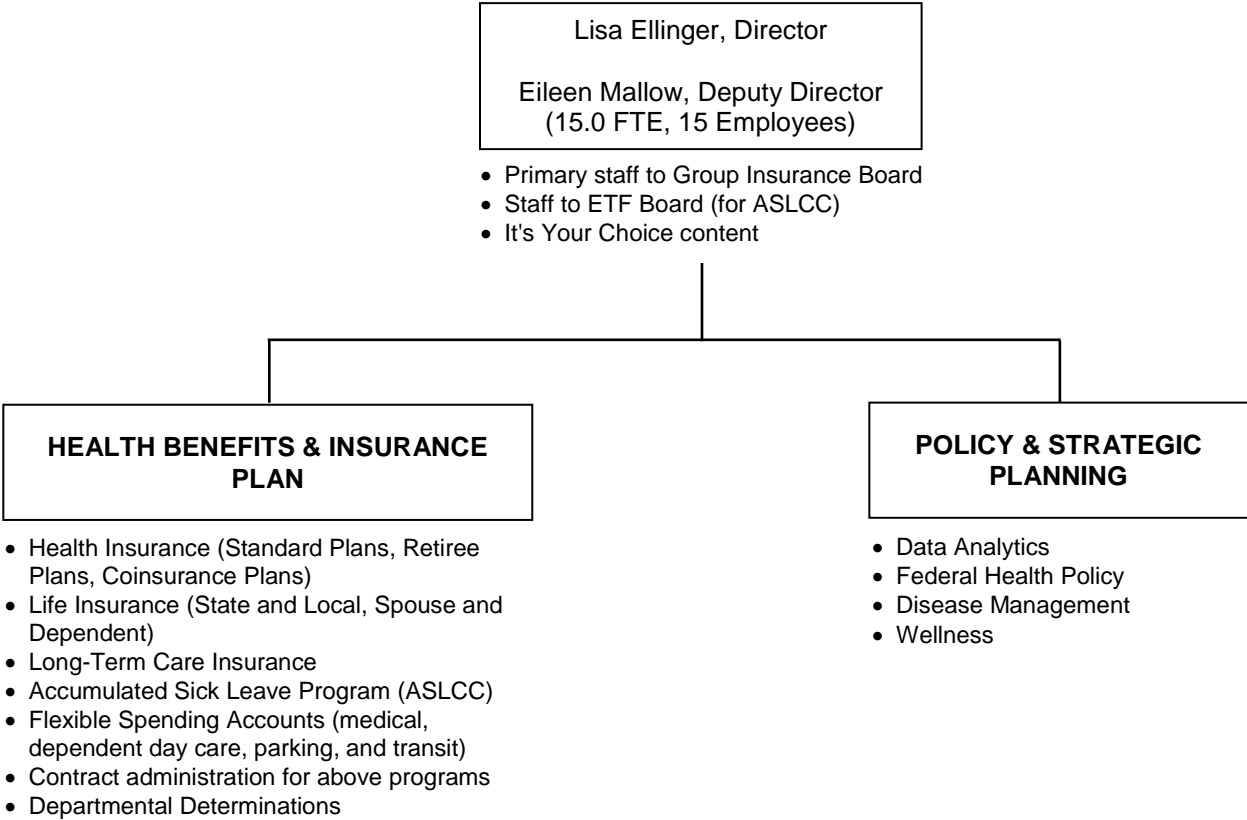 Lisa Ellinger, Director
Eileen Mallow, Deputy Director
(15.0 FTE, 15 Employees)
• Primary staff to Group Insurance Board
• Staff to ETF Board (for ASLCC)
• It's Your Choice content
HEALTH BENEFITS & INSURANCE
PLAN
• Health Insurance (Standard Plans, Retiree
Plans, Coinsurance Plans)
• Life Insurance (State and Local, Spouse and
Dependent)
• Long-Term Care Insurance
• Accumulated Sick Leave Program (ASLCC)
• Flexible Spending Accounts (medical,
dependent day care, parking, and transit)
• Contract administration for above programs
• Departmental Determinations
POLICY & STRATEGIC
PLANNING
• Data Analytics
• Federal Health Policy
• Disease Management
• Wellness